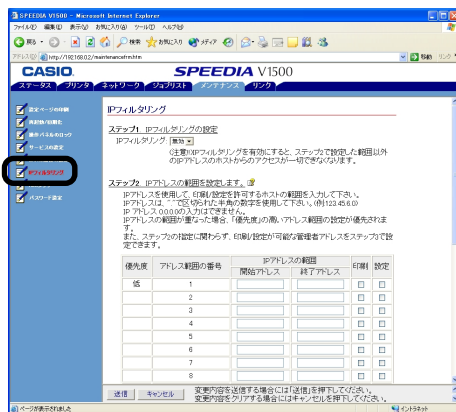 SPEEDIA V1500 - Microsoft Internet Explorer
ファイル(F) 編集(E) 表示(V) お気に入り(A) ツール(T) ヘルプ(H)
戻る 検索 お気に入り メディア
アドレス(D) http://192.168.0.2/maintenancefrm.htm 移動 リンク
CASIO. SPEEDIA V1500
ステータス プリンタ ネットワーク ジョブリスト メンテナンス リンク
設定ページの印刷
再起動/初期化
操作パネルのロック
サービスの設定
IPフィルタリング
パスワード設定
IPフィルタリング
ステップ1. IPフィルタリングの設定
IPフィルタリング: 無効
(注意)IPフィルタリングを有効にすると、ステップ2で設定した範囲以外
のIPアドレスのホストからのアクセスが一切できなくなります。
ステップ2. IPアドレスの範囲を設定します。
IPアドレスを使用して、印刷/設定を許可するホストの範囲を入力して下さい。
IPアドレスは、"."で区切られた半角の数字を使用して下さい。(例:123.45.6.0)
IPアドレス 0.0.0.0の入力はできません。
IPアドレスの範囲が重なった場合、「優先度」の高いアドレス範囲の設定が優先されま
す。
また、ステップ2の指定に関わらず、印刷/設定が可能な管理者アドレスをステップ3で設
定できます。
優先度 アドレス範囲の番号 IPアドレスの範囲 印刷 設定
開始アドレス 終了アドレス
低 1
2
3
4
5
6
7
8
送信 キャンセル 変更内容を送信する場合には「送信」を押下してください。
変更内容をクリアする場合にはキャンセルを押下してください。
ページが表示されました イントラネット